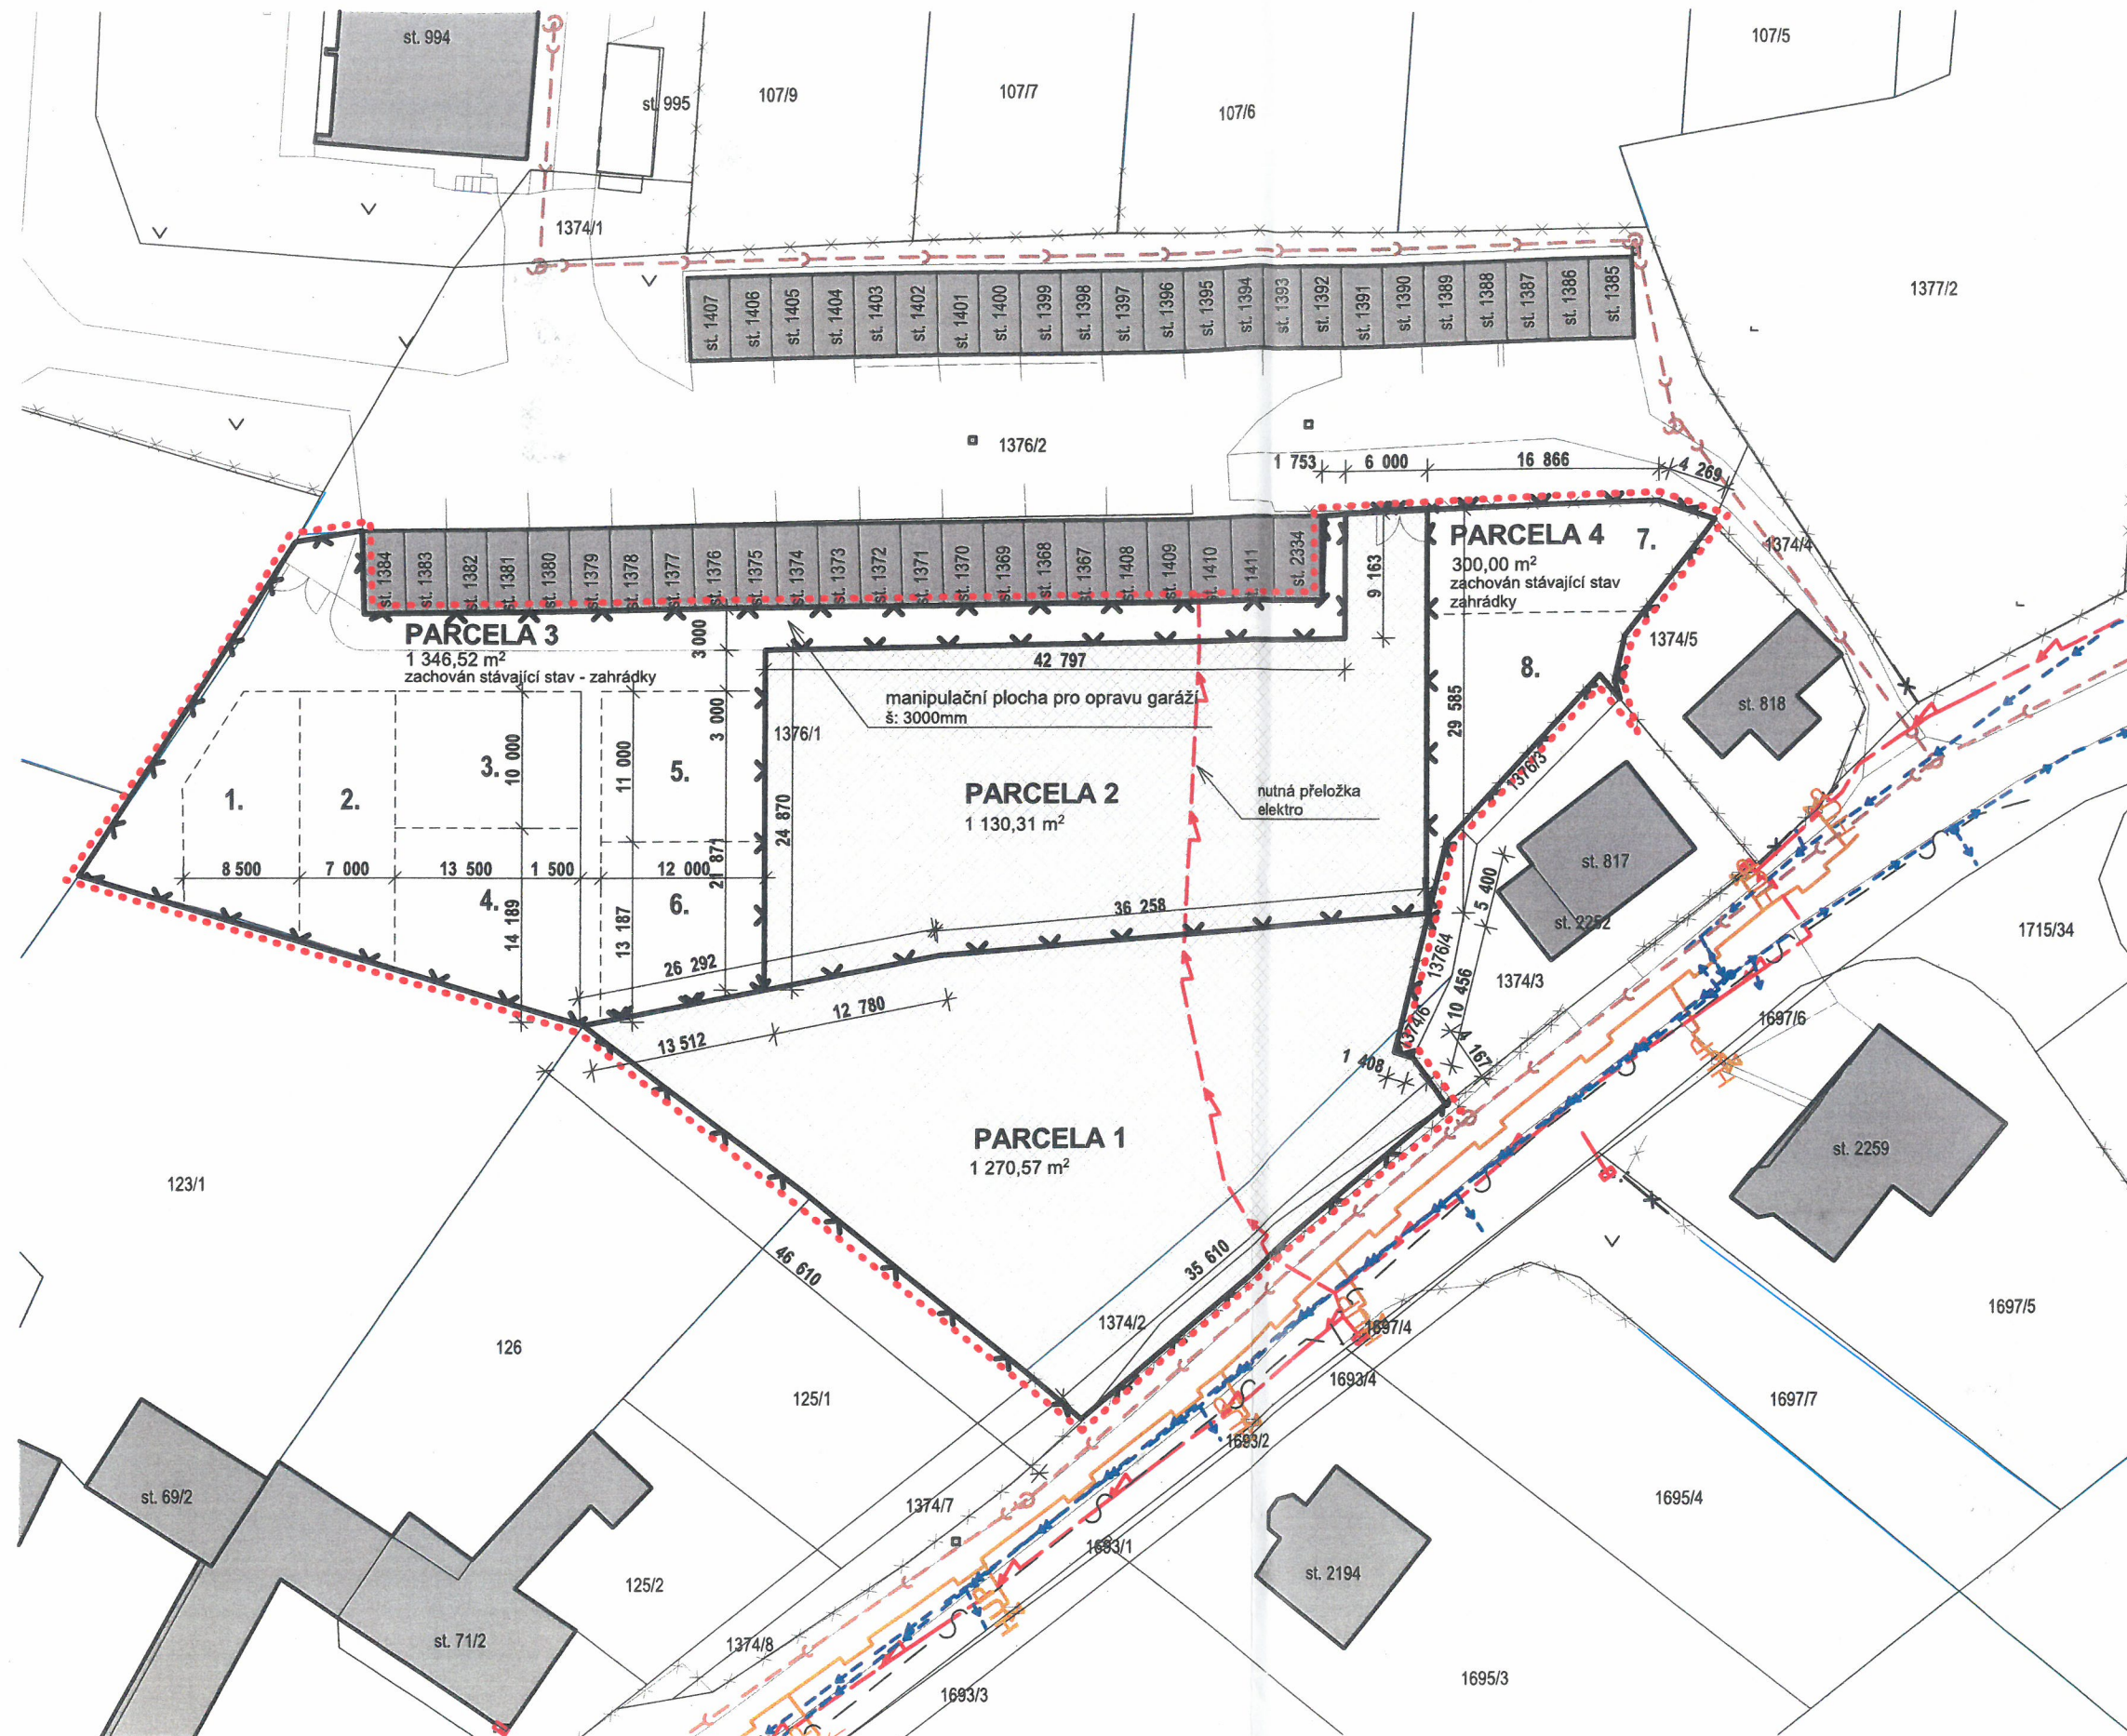 st. 994
107/5
st. 995
107/9
107/7
107/6
1374/1
1377/2
st. 1407
st. 1406
st. 1405
st. 1404
st. 1403
st. 1402
st. 1401
st. 1400
st. 1399
st. 1398
st. 1397
st. 1396
st. 1395
st. 1394
st. 1393
st. 1392
st. 1391
st. 1390
st. 1389
st. 1388
st. 1387
st. 1386
st. 1385
1376/2
1 753
6 000
16 866
4 269
st. 1384
st. 1383
st. 1382
st. 1381
st. 1380
st. 1379
st. 1378
st. 1377
st. 1376
st. 1375
st. 1374
st. 1373
st. 1372
st. 1371
st. 1370
st. 1369
st. 1368
st. 1367
st. 1408
st. 1409
st. 1410
st. 1411
st. 2334
9 163
PARCELA 4
7.
300,00 m²
zachován stávající stav
zahrádky
1374/4
1374/5
8.
PARCELA 3
1 346,52 m²
zachován stávající stav - zahrádky
3 000
42 797
manipulační plocha pro opravu garáží
š: 3000mm
3 000
1376/1
29 585
st. 818
1.
2.
3.
10 000
11 000
5.
24 870
PARCELA 2
1 130,31 m²
nutná přeložka
elektro
1376/3
st. 817
8 500
7 000
13 500
1 500
12 000
21 871
4.
14 189
13 187
6.
36 258
5 400
st. 2252
1715/34
26 292
12 780
13 512
1376/4
10 456
1374/3
1374/6
4 167
1 408
1697/6
PARCELA 1
1 270,57 m²
st. 2259
123/1
46 610
35 610
1374/2
1697/5
126
1697/4
125/1
1693/4
1697/7
1693/2
st. 69/2
1374/7
1695/4
1693/1
st. 2194
125/2
st. 71/2
1374/8
1693/3
1695/3